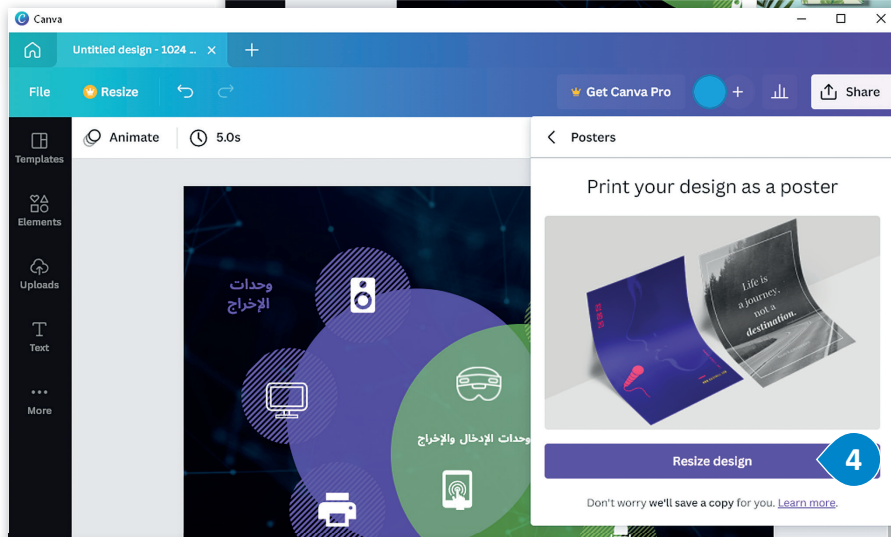 Canva
Untitled design - 1024 ...
File
Resize
Get Canva Pro
Share
Templates
Elements
Uploads
Text
More
Animate
5.0s
Posters
Print your design as a poster
Life is
a journey,
not a
destination.
Resize design
4
Don't worry we'll save a copy for you. Learn more.
وحدات
الإخراج
وحدات الإدخال والإخراج